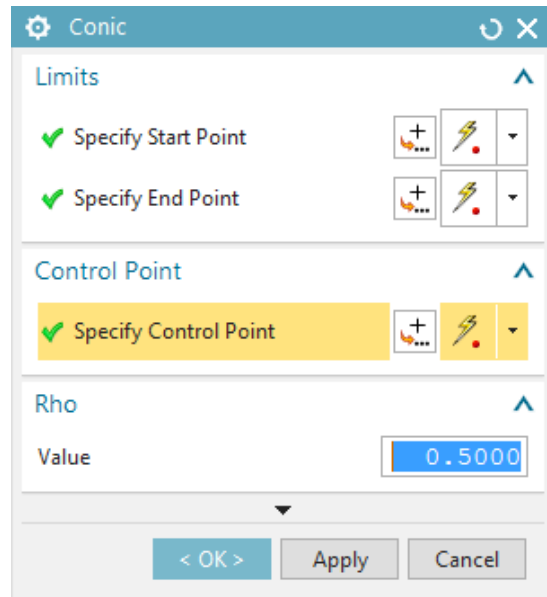 Conic
Limits
Specify Start Point
Specify End Point
Control Point
Specify Control Point
Rho
Value 0.5000
< OK > Apply Cancel